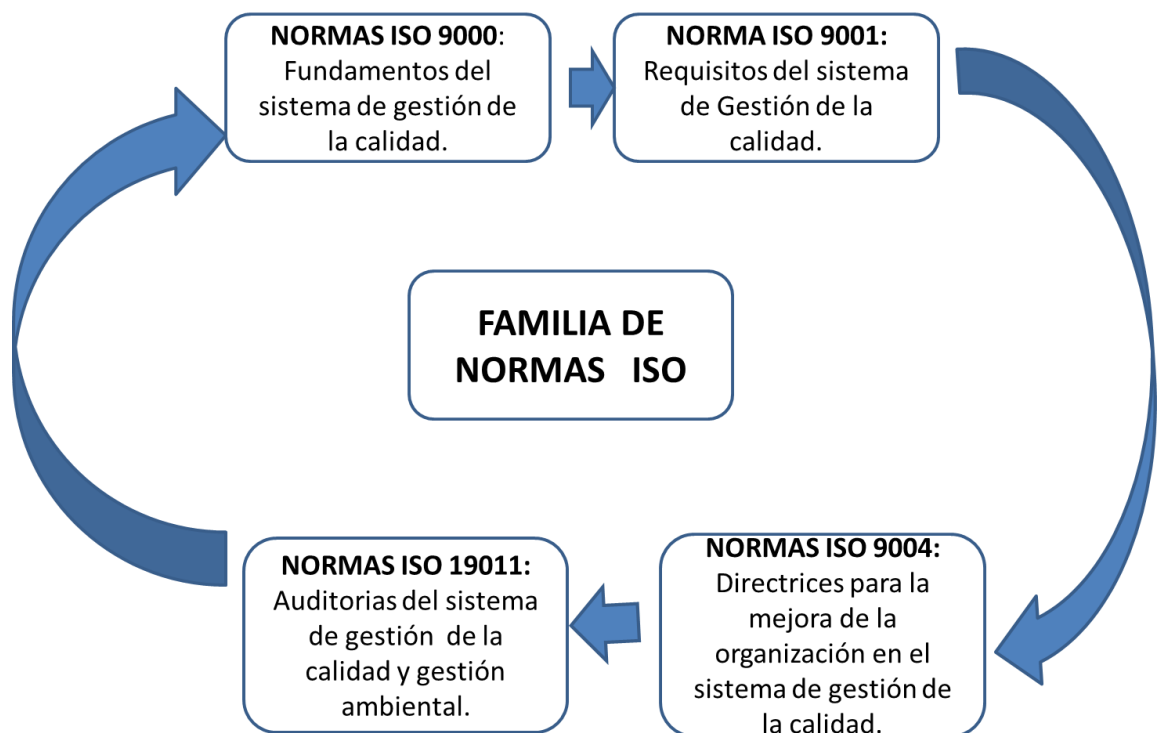 NORMAS ISO 9000:
Fundamentos del
sistema de gestión de
la calidad.
NORMA ISO 9001:
Requisitos del sistema
de Gestión de la
calidad.
FAMILIA DE
NORMAS ISO
NORMAS ISO 19011:
Auditorias del sistema
de gestión de la
calidad y gestión
ambiental.
NORMAS ISO 9004:
Directrices para la
mejora de la
organización en el
sistema de gestión de
la calidad.